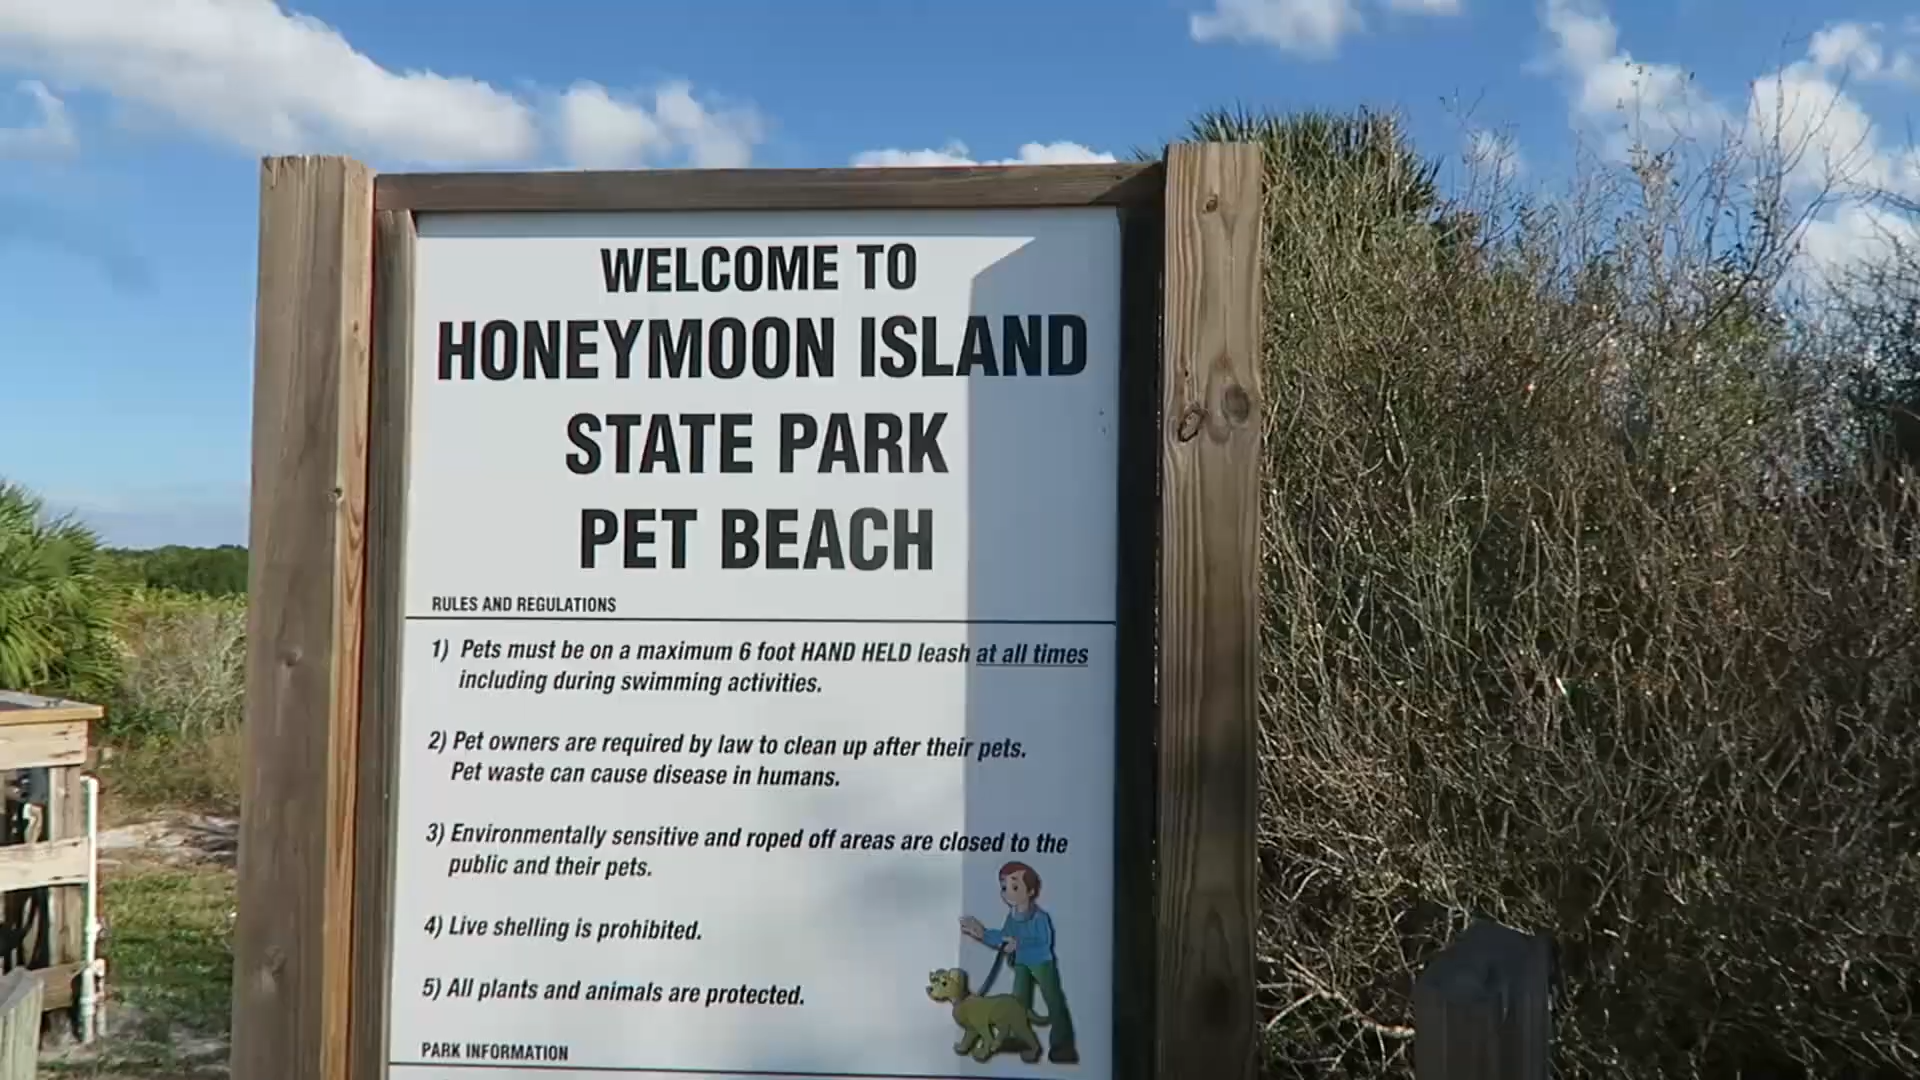 WELCOME TO
HONEYMOON ISLAND
STATE PARK
PET BEACH
RULES AND REGULATIONS
1) Pets must be on a maximum 6 foot HAND HELD leash at all times
including during swimming activities.
2) Pet owners are required by law to clean up after their pets.
Pet waste can cause disease in humans.
3) Environmentally sensitive and roped off areas are closed to the
public and their pets.
4) Live shelling is prohibited.
5) All plants and animals are protected.
PARK INFORMATION